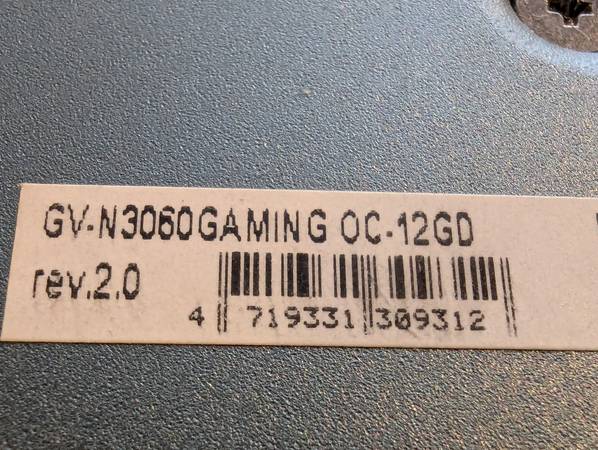 GV-N3060GAMING OC-12GD
rev.2.0
4 719331 309312